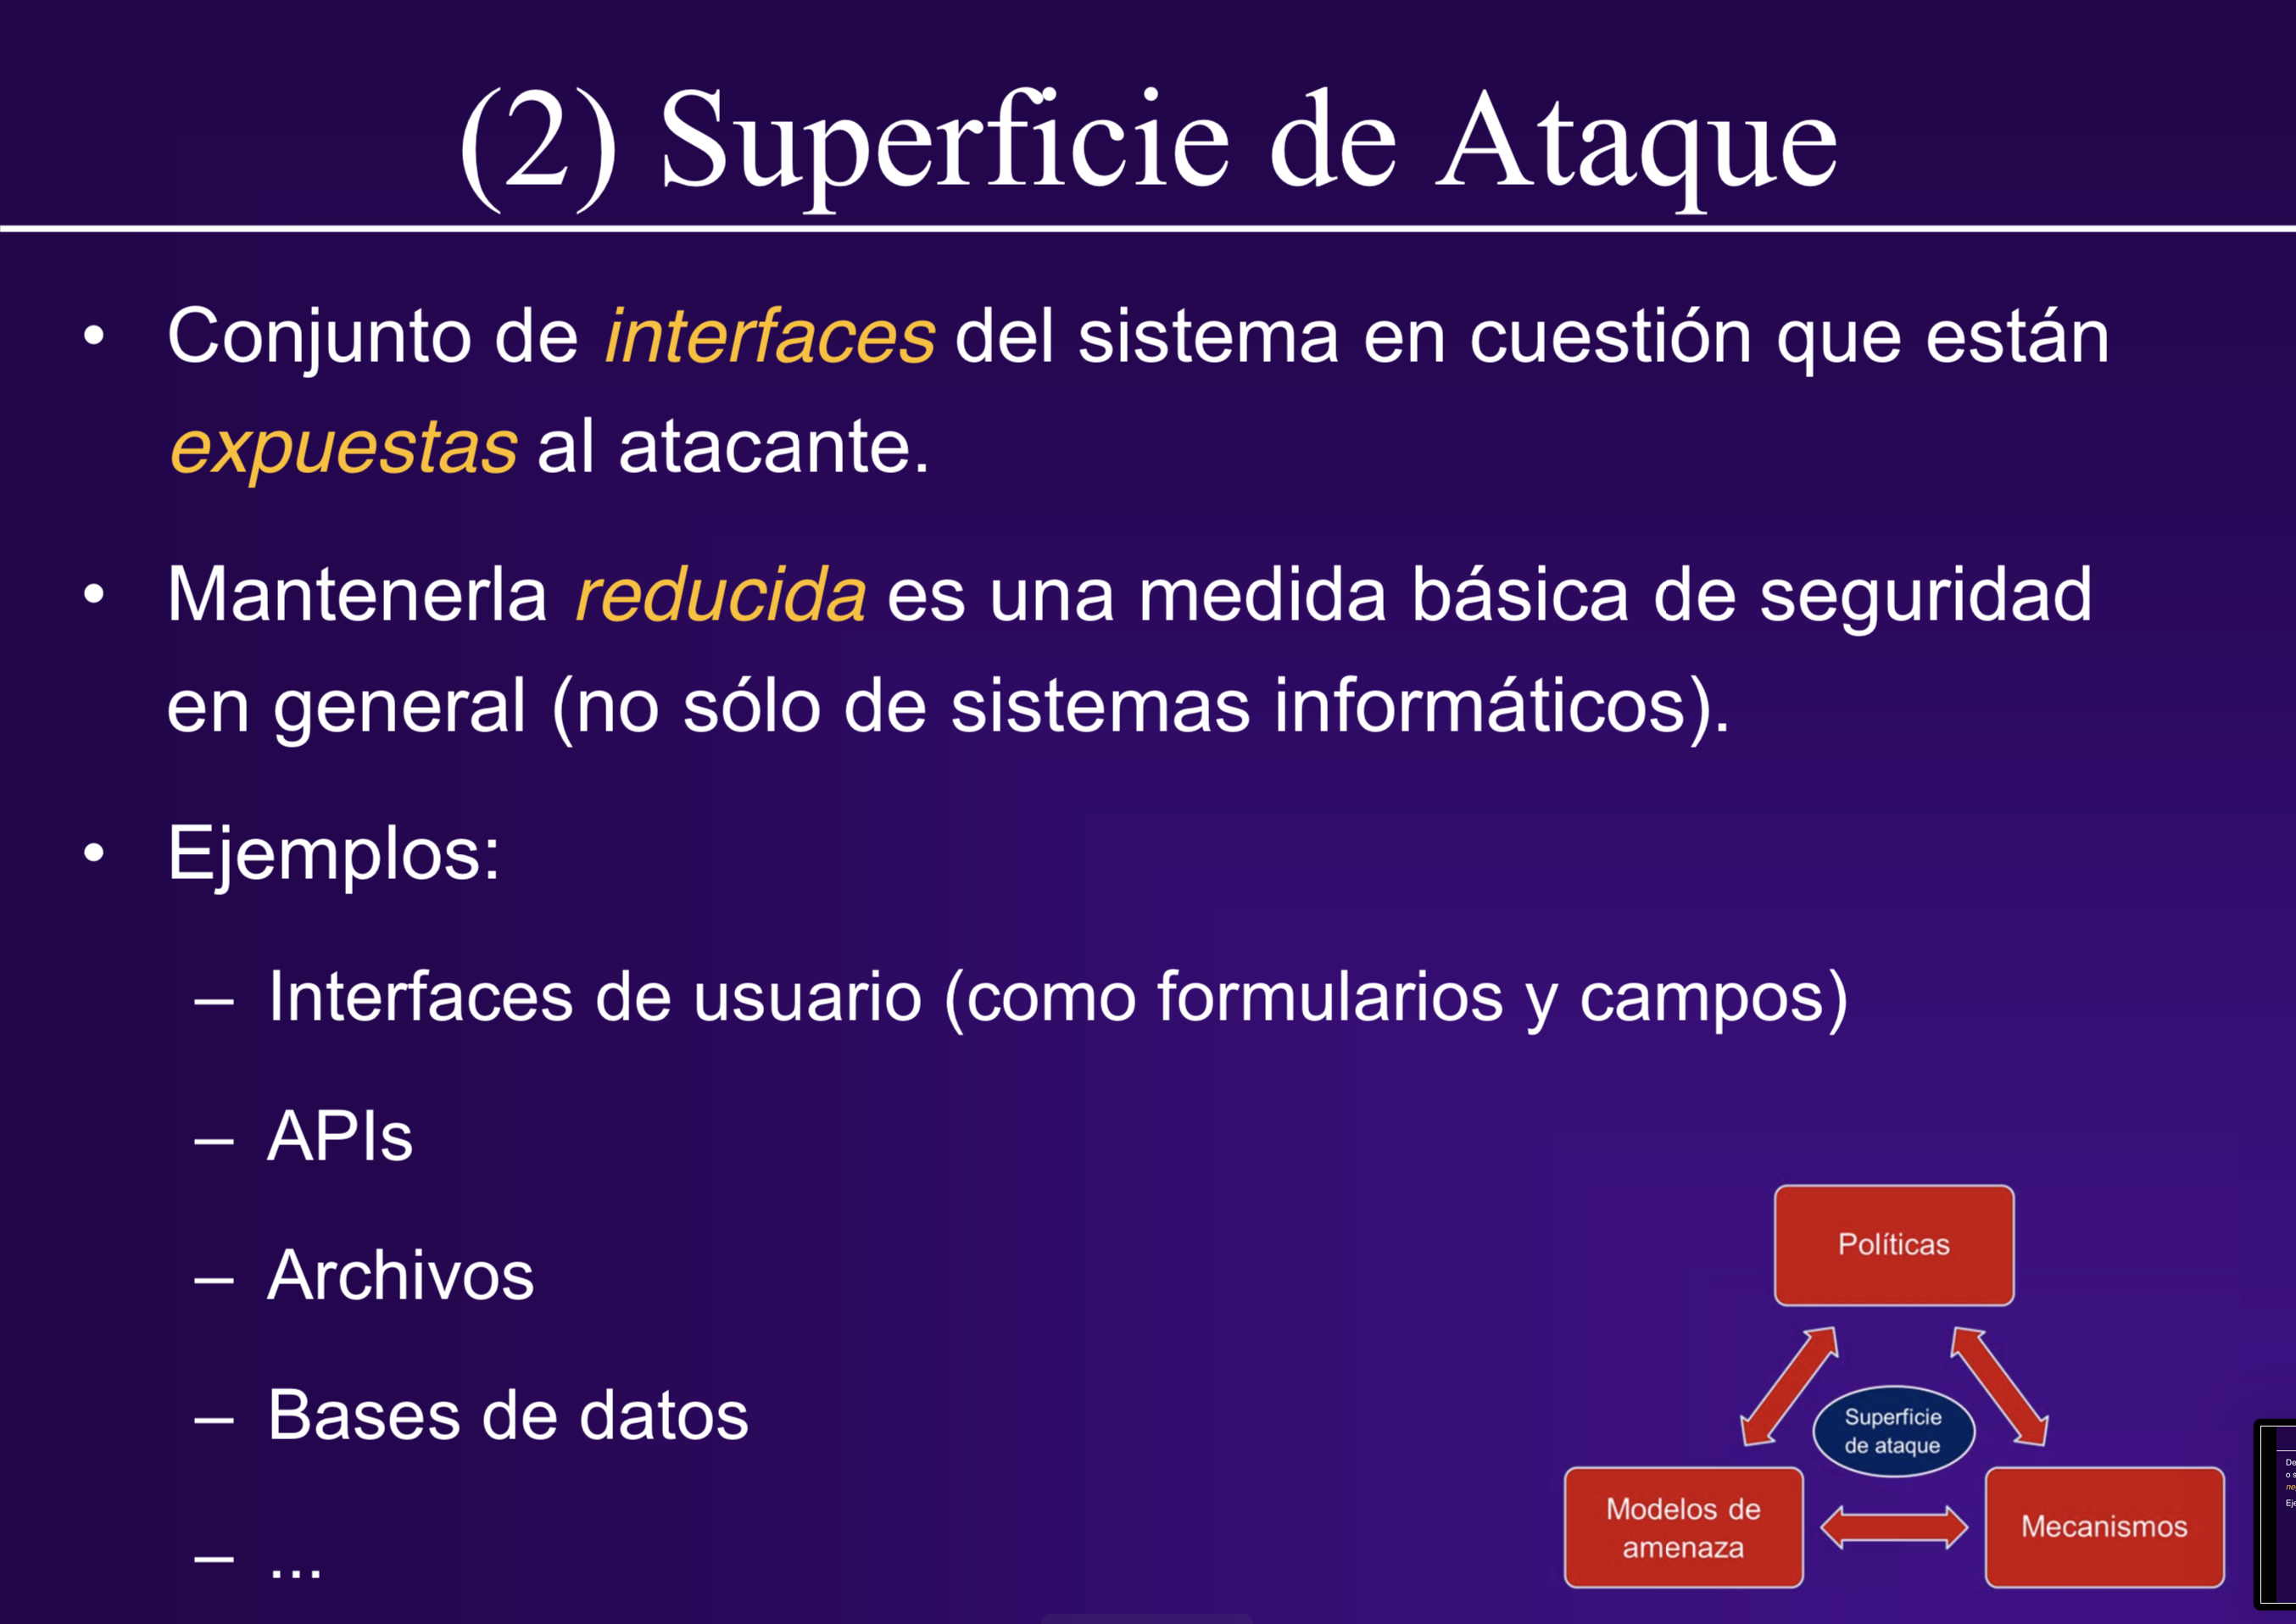 (2) Superficie de Ataque
• Conjunto de interfaces del sistema en cuestión que están
expuestas al atacante.
• Mantenerla reducida es una medida básica de seguridad
en general (no sólo de sistemas informáticos).
• Ejemplos:
– Interfaces de usuario (como formularios y campos)
– APIs
– Archivos
– Bases de datos
– ...
Políticas
Superficie
de ataque
Modelos de
amenaza
Mecanismos